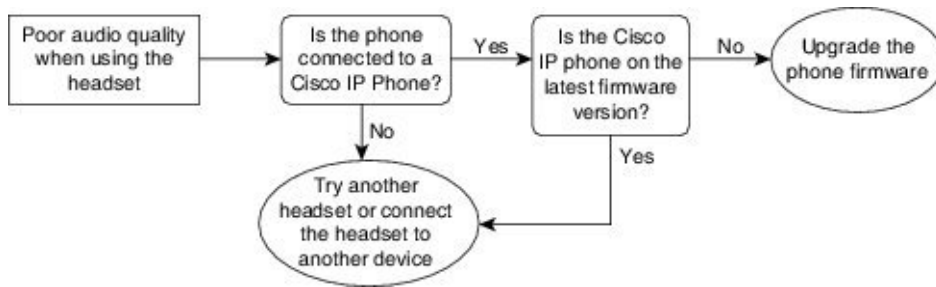 Poor audio quality
when using the
headset
Is the phone
connected to a
Cisco IP Phone?
Yes
Is the Cisco
IP phone on the
latest firmware
version?
No
Upgrade the
phone firmware
No
Yes
Try another
headset or connect
the headset to
another device